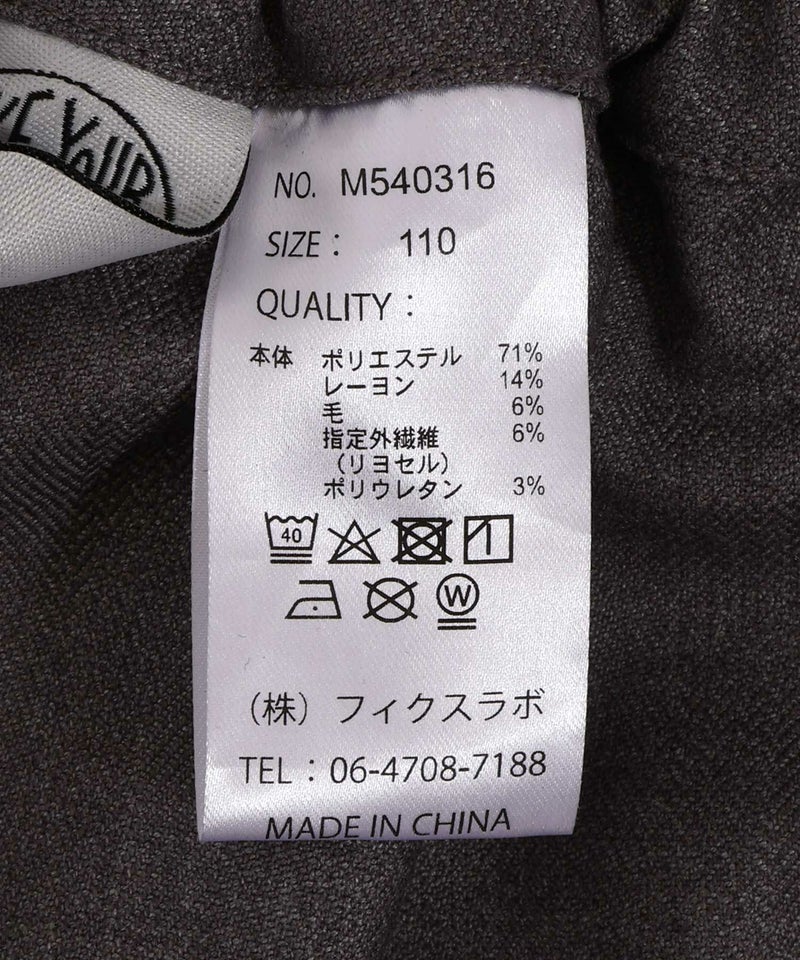 YOUR
NO. M540316
SIZE： 110
QUALITY：
本体 ポリエステル 71%
レーヨン 14%
毛 6%
指定外繊維 6%
（リヨセル）
ポリウレタン 3%
40
W
（株）フィクスラボ
TEL：06-4708-7188
MADE IN CHINA